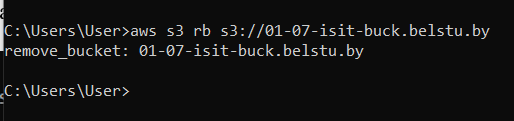 C:\Users\User>aws s3 rb s3://01-07-isit-buck.belstu.by
remove_bucket: 01-07-isit-buck.belstu.by
C:\Users\User>